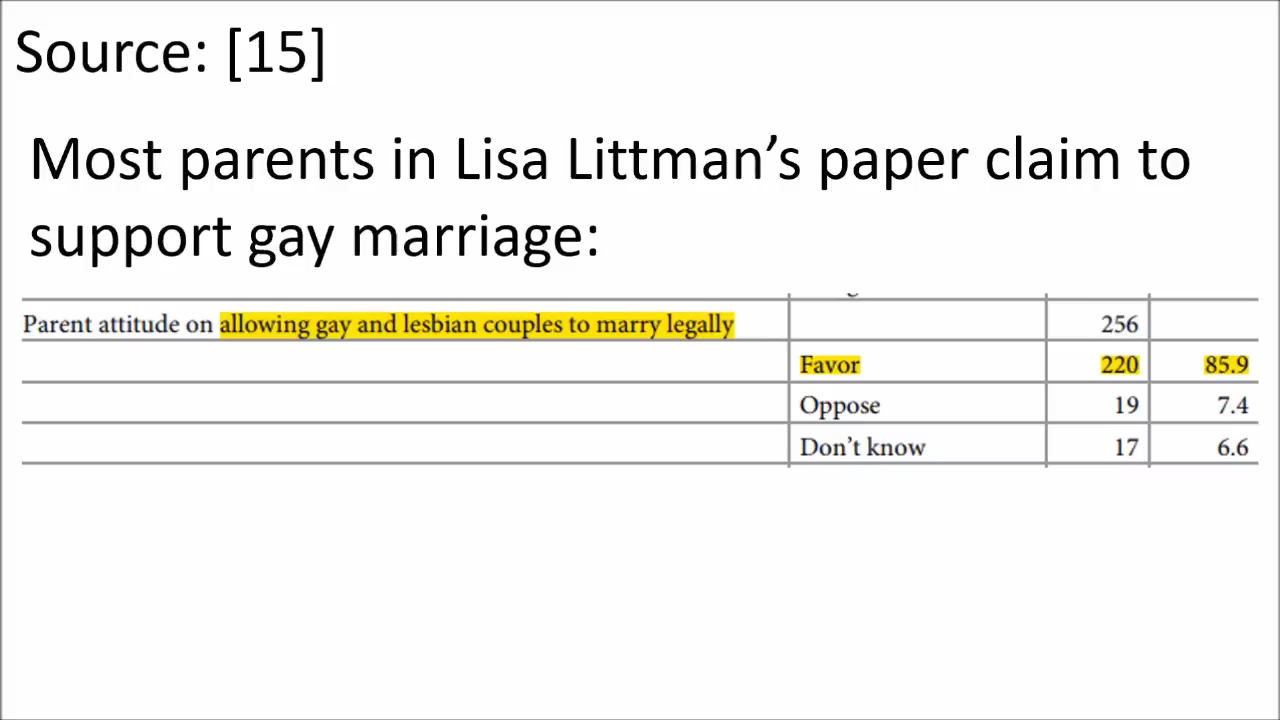 Source: [15]
Most parents in Lisa Littman’s paper claim to
support gay marriage:
Parent attitude on allowing gay and lesbian couples to marry legally 256
Favor 220 85.9
Oppose 19 7.4
Don’t know 17 6.6